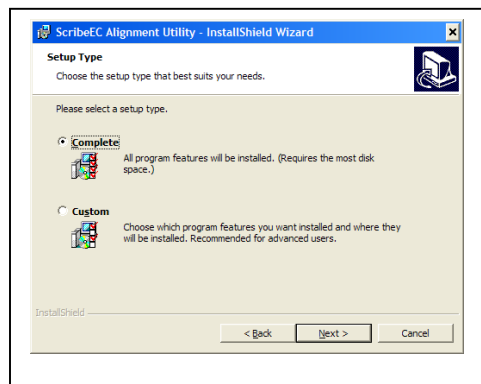 ScribeEC Alignment Utility - InstallShield Wizard
Setup Type
Choose the setup type that best suits your needs.
Please select a setup type.
Complete
All program features will be installed. (Requires the most disk
space.)
Custom
Choose which program features you want installed and where they
will be installed. Recommended for advanced users.
InstallShield
< Back Next > Cancel